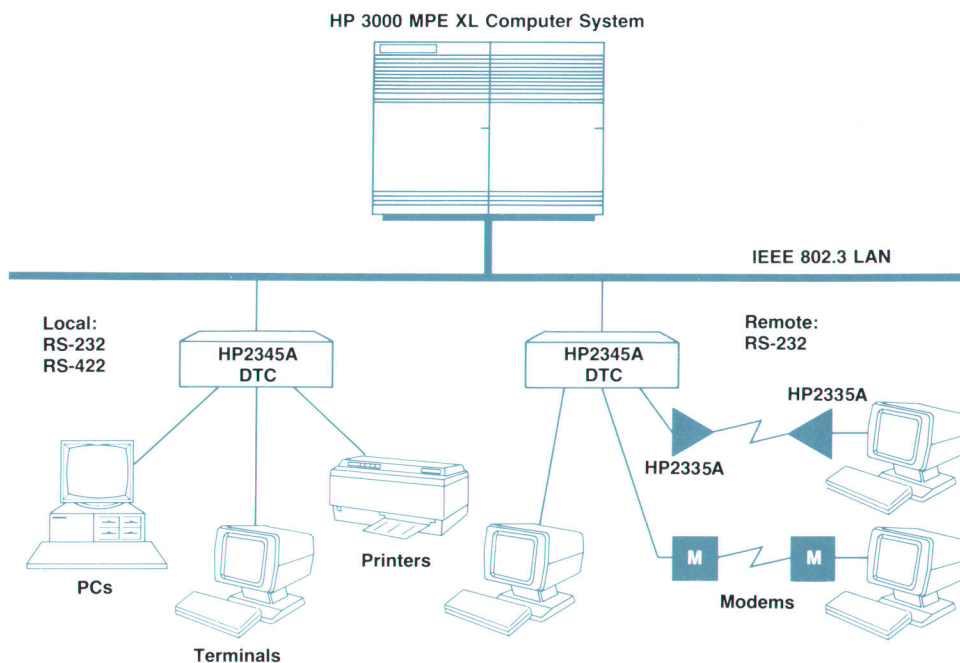 HP 3000 MPE XL Computer System
IEEE 802.3 LAN
Local:
RS-232
RS-422
HP2345A
DTC
HP2345A
DTC
Remote:
RS-232
HP2335A
HP2335A
PCs
Terminals
Printers
M
M
Modems